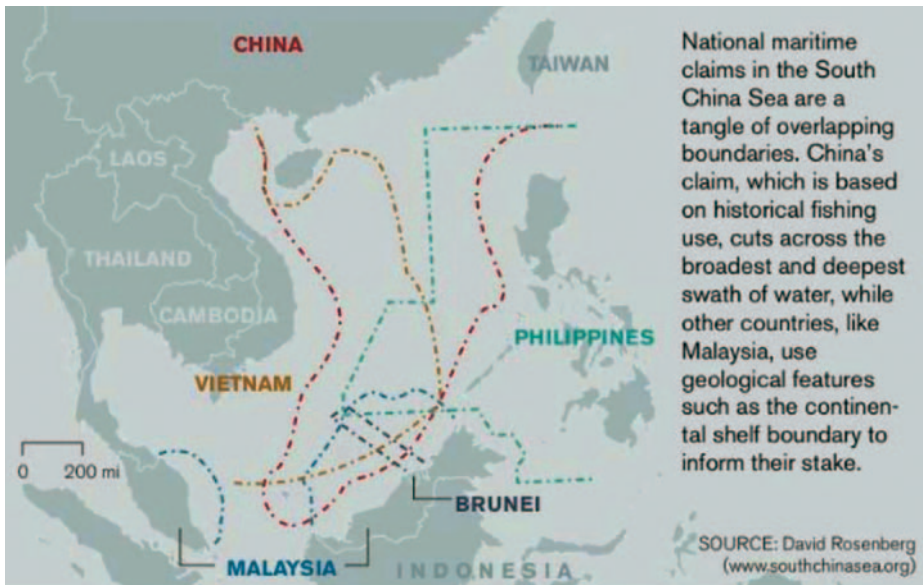 CHINA
TAIWAN
LAOS
THAILAND
CAMBODIA
VIETNAM
PHILIPPINES
0 200 mi
BRUNEI
MALAYSIA
INDONESIA
National maritime
claims in the South
China Sea are a
tangle of overlapping
boundaries. China's
claim, which is based
on historical fishing
use, cuts across the
broadest and deepest
swath of water, while
other countries, like
Malaysia, use
geological features
such as the continen-
tal shelf boundary to
inform their stake.
SOURCE: David Rosenberg
(www.southchinasea.org)